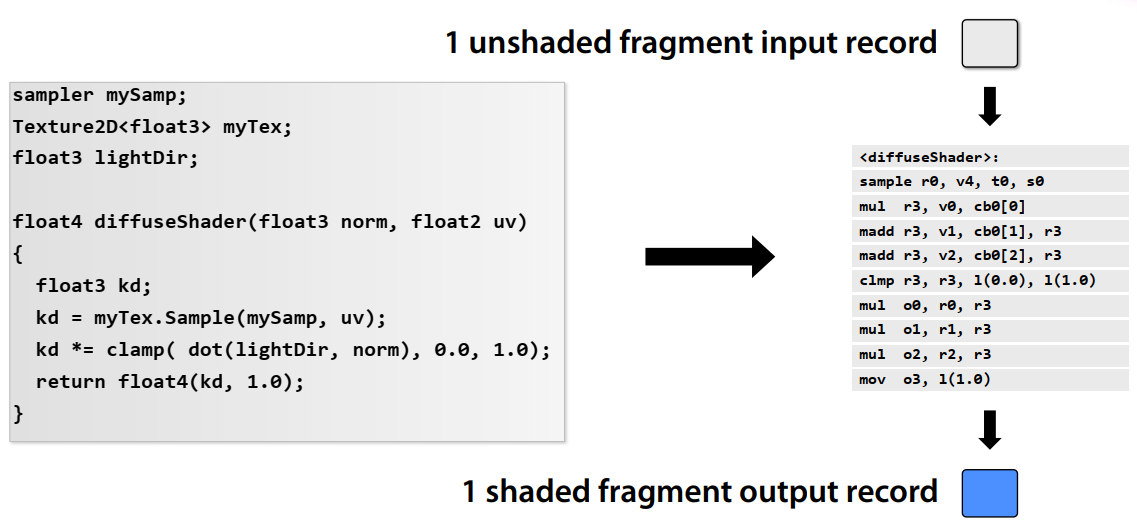 1 unshaded fragment input record
sampler mySamp;
Texture2D<float3> myTex;
float3 lightDir;
float4 diffuseShader(float3 norm, float2 uv)
{
float3 kd;
kd = myTex.Sample(mySamp, uv);
kd *= clamp( dot(lightDir, norm), 0.0, 1.0);
return float4(kd, 1.0);
}
<diffuseShader>:
sample r0, v4, t0, s0
mul r3, v0, cb0[0]
madd r3, v1, cb0[1], r3
madd r3, v2, cb0[2], r3
clmp r3, r3, l(0.0), l(1.0)
mul o0, r0, r3
mul o1, r1, r3
mul o2, r2, r3
mov o3, l(1.0)
1 shaded fragment output record